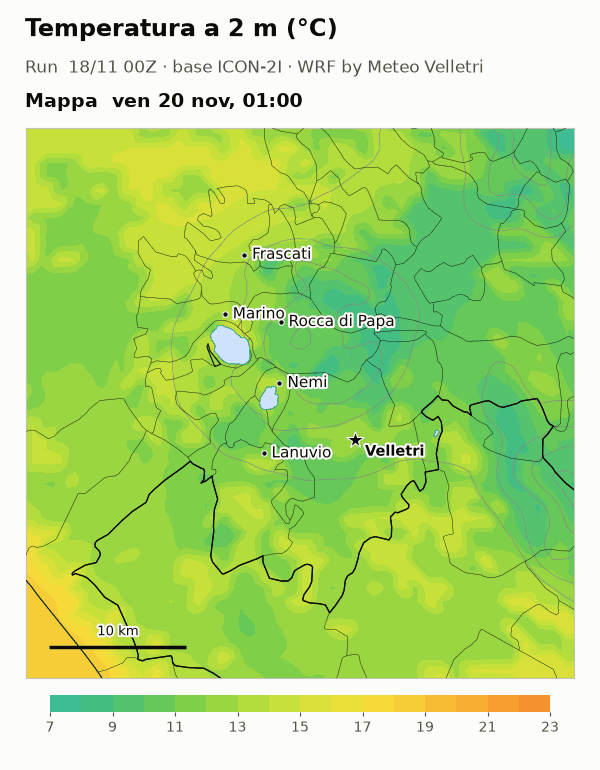 Temperatura a 2 m (°C)
Run  18/11 00Z · base ICON-2I · WRF by Meteo Velletri
Mappa  ven 20 nov, 01:00
Frascati
Marino
Rocca di Papa
Nemi
Velletri
Lanuvio
10 km
7 9 11 13 15 17 19 21 23